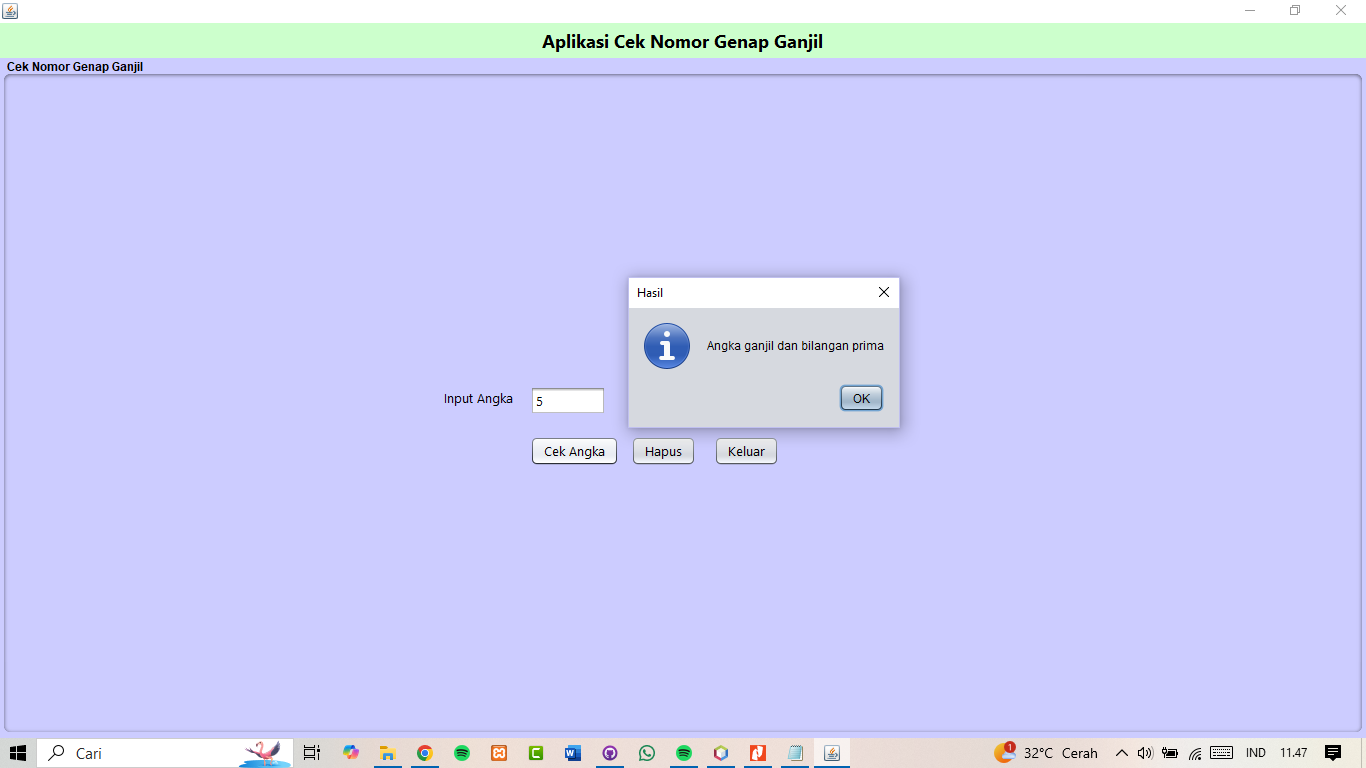 Aplikasi Cek Nomor Genap Ganjil
Cek Nomor Genap Ganjil
Hasil
Angka ganjil dan bilangan prima
OK
Input Angka 5
Cek Angka Hapus Keluar
Cari 1 32°C Cerah IND 11.47